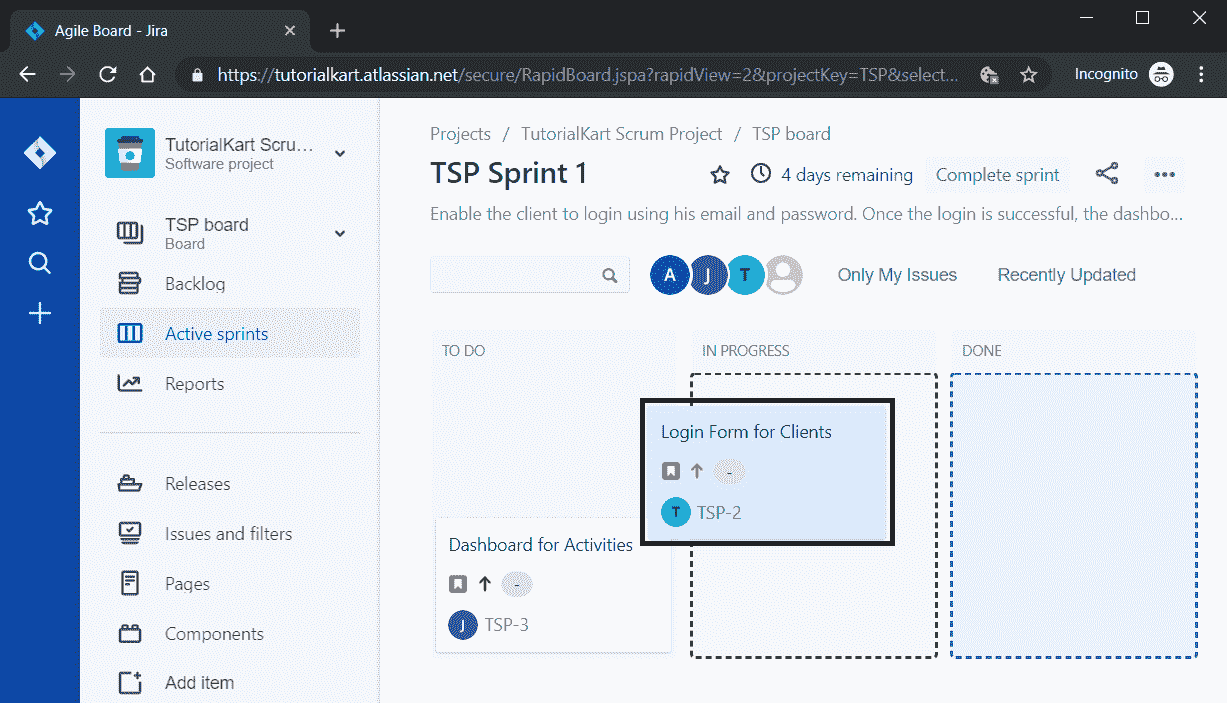 Agile Board - Jira
https://tutorialkart.atlassian.net/secure/RapidBoard.jspa?rapidView=2&projectKey=TSP&select...
Incognito
TutorialKart Scru...
Software project
TSP board
Board
Backlog
Active sprints
Reports
Releases
Issues and filters
Pages
Components
Add item
Projects / TutorialKart Scrum Project / TSP board
TSP Sprint 1
4 days remaining
Complete sprint
Enable the client to login using his email and password. Once the login is successful, the dashbo...
A J T
Only My Issues
Recently Updated
TO DO
IN PROGRESS
DONE
Login Form for Clients
-
T TSP-2
Dashboard for Activities
-
J TSP-3